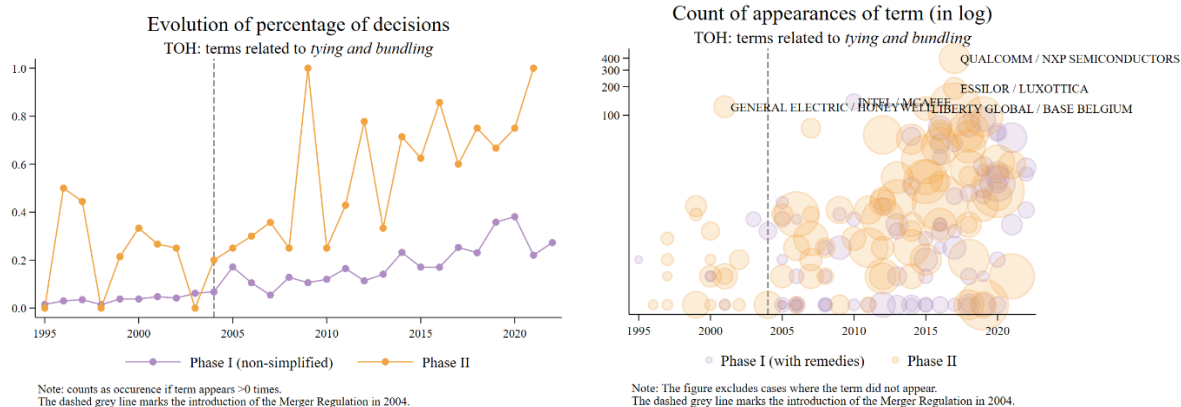 Evolution of percentage of decisions
TOH: terms related to tying and bundling
1.0
0.8
0.6
0.4
0.2
0.0
1995
2000
2005
2010
2015
2020
Phase I (non-simplified)
Phase II
Note: counts as occurence if term appears >0 times.
The dashed grey line marks the introduction of the Merger Regulation in 2004.
Count of appearances of term (in log)
TOH: terms related to tying and bundling
400
300
200
100
QUALCOMM / NXP SEMICONDUCTORS
ESSILOR / LUXOTTICA
INTEL / MCAFEE
GENERAL ELECTRIC / HONEYWELL
LIBERTY GLOBAL / BASE BELGIUM
1995
2000
2005
2010
2015
2020
Phase I (with remedies)
Phase II
Note: The figure excludes cases where the term did not appear.
The dashed grey line marks the introduction of the Merger Regulation in 2004.